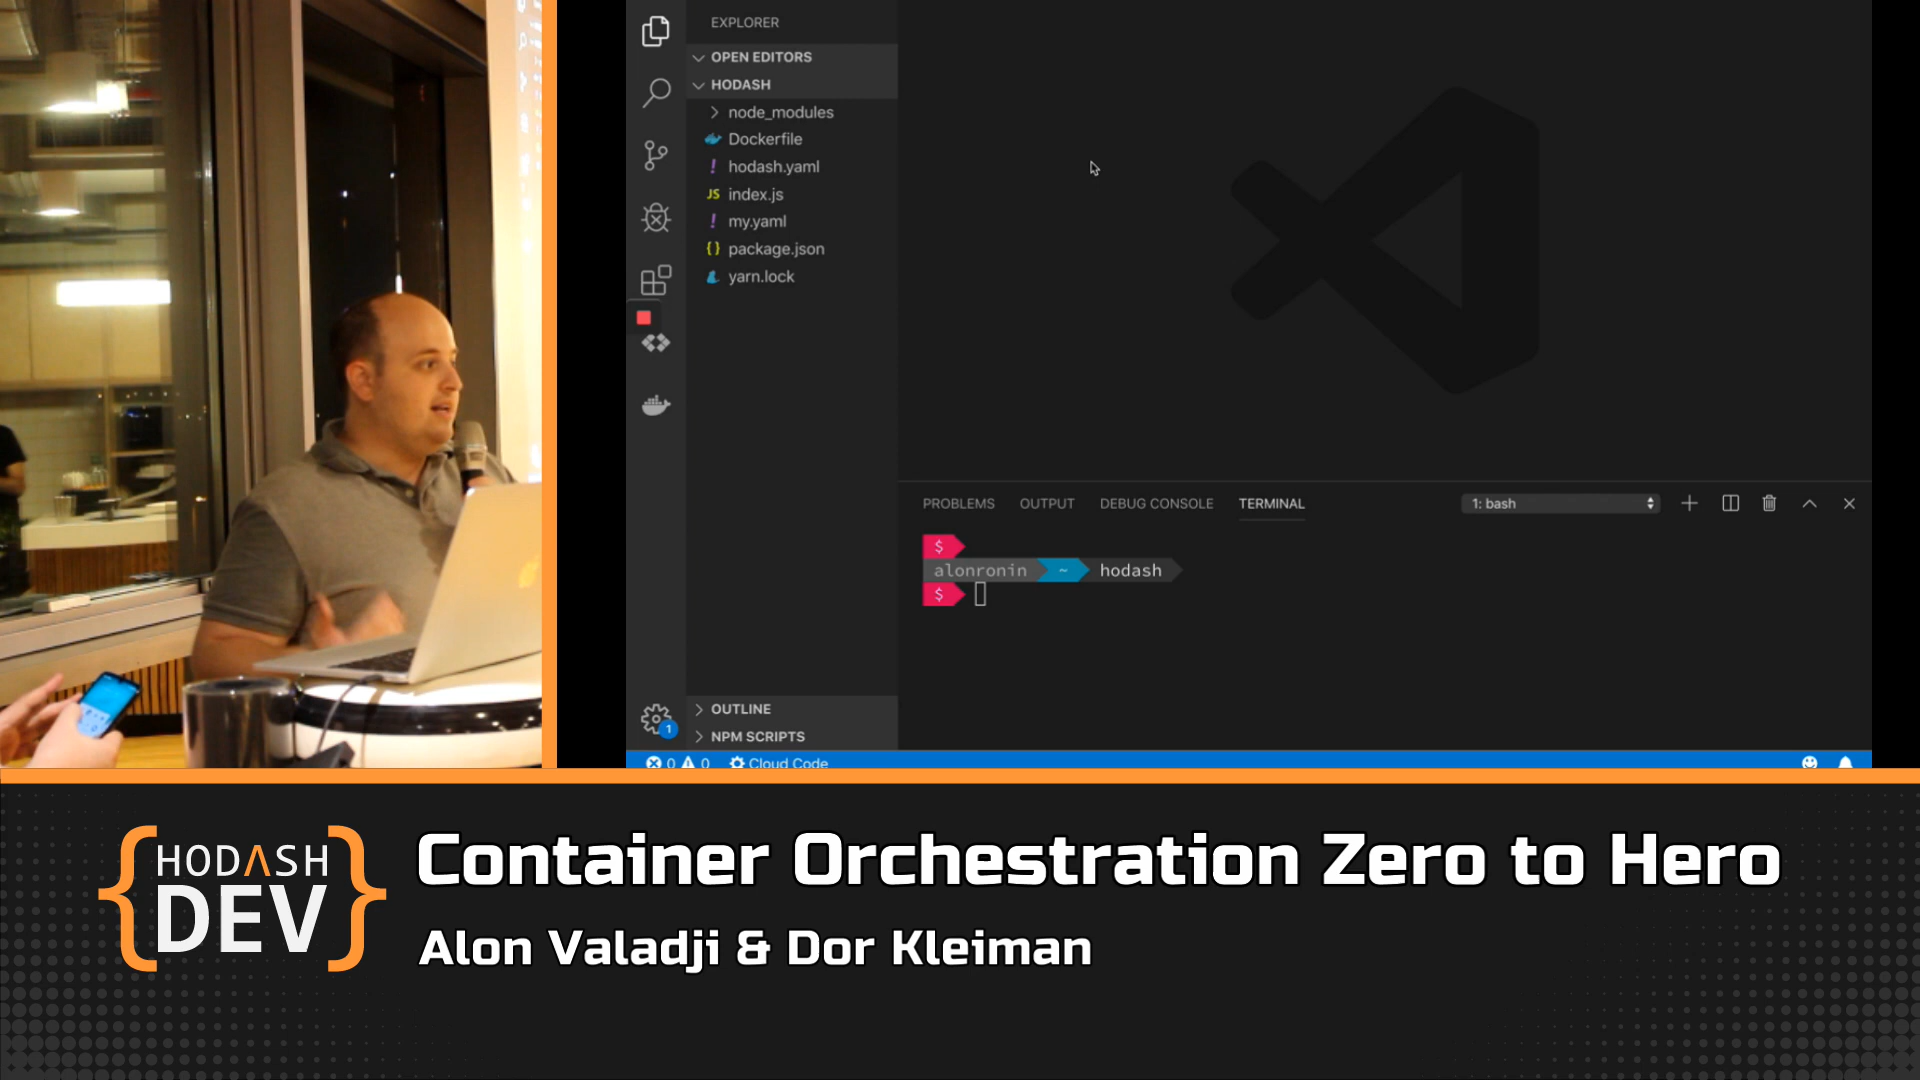 EXPLORER
OPEN EDITORS
HODASH
node_modules
Dockerfile
! hodash.yaml
JS index.js
! my.yaml
{} package.json
yarn.lock
PROBLEMS OUTPUT DEBUG CONSOLE TERMINAL 1: bash
$
alonronin ~ hodash
$
OUTLINE
1
NPM SCRIPTS
0 0 Cloud Code
{HODASH DEV}
Container Orchestration Zero to Hero
Alon Valadji & Dor Kleiman